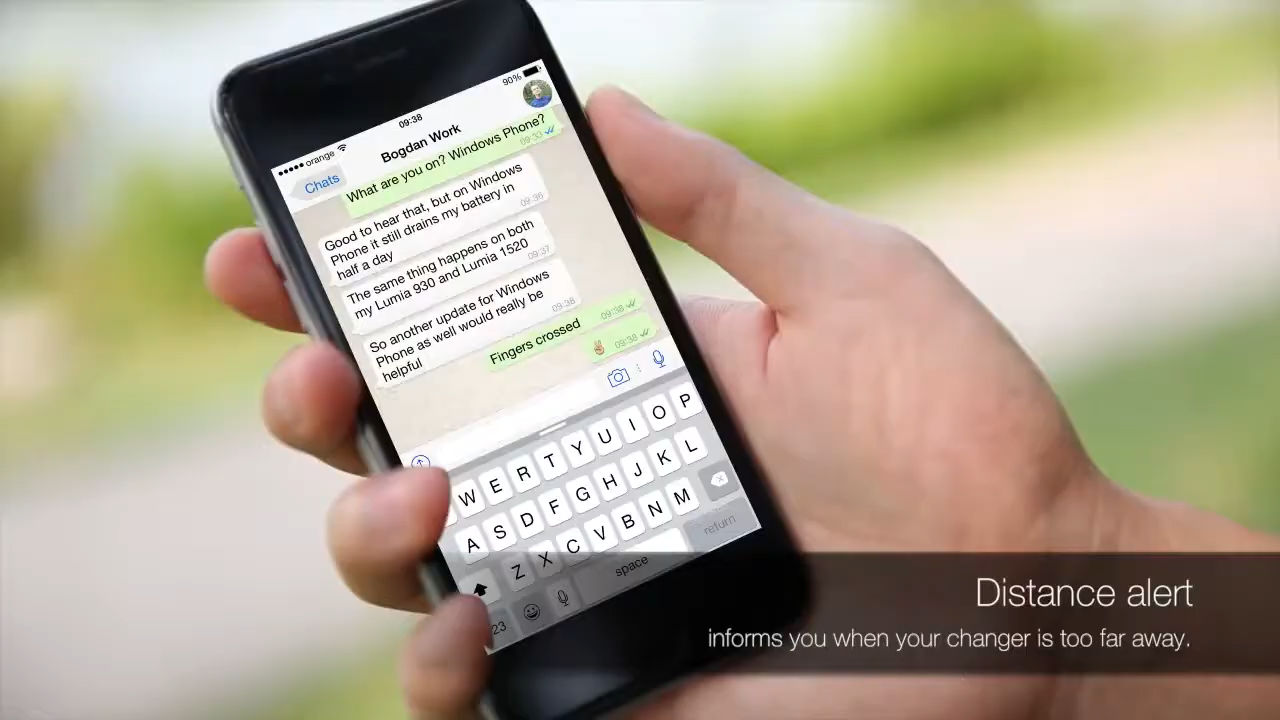 90%
09:38
orange
Chats
Bogdan Work
What are you on? Windows Phone?
09:33
Good to hear that, but on Windows
Phone it still drains my battery in
half a day
09:36
The same thing happens on both
my Lumia 930 and Lumia 1520
09:37
So another update for Windows
Phone as well would really be
helpful
09:38
Fingers crossed
09:38
09:38
W E R T Y U I O P
A S D F G H J K L
Z X C V B N M
23
space
return
Distance alert
informs you when your changer is too far away.